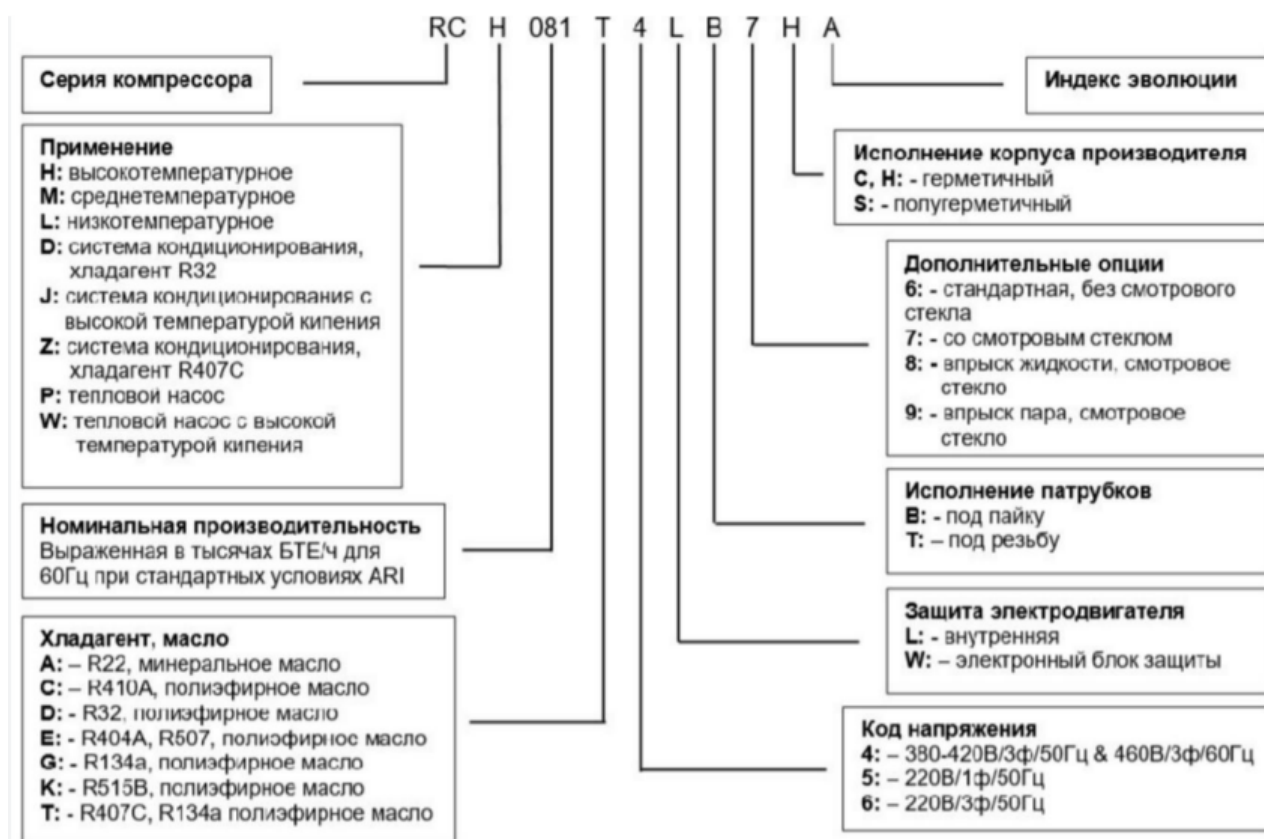 RC H 081 T 4 L B 7 H A
Серия компрессора
Применение
H: высокотемпературное
M: среднетемпературное
L: низкотемпературное
D: система кондиционирования,
хладагент R32
J: система кондиционирования с
высокой температурой кипения
Z: система кондиционирования,
хладагент R407C
P: тепловой насос
W: тепловой насос с высокой
температурой кипения
Номинальная производительность
Выраженная в тысячах БТЕ/ч для
60Гц при стандартных условиях ARI
Хладагент, масло
A: – R22, минеральное масло
C: – R410A, полиэфирное масло
D: - R32, полиэфирное масло
E: - R404A, R507, полиэфирное масло
G: - R134a, полиэфирное масло
K: - R515B, полиэфирное масло
T: - R407C, R134a полиэфирное масло
Индекс эволюции
Исполнение корпуса производителя
C, H: - герметичный
S: - полугерметичный
Дополнительные опции
6: - стандартная, без смотрового
стекла
7: - со смотровым стеклом
8: - впрыск жидкости, смотровое
стекло
9: - впрыск пара, смотровое
стекло
Исполнение патрубков
B: - под пайку
T: – под резьбу
Защита электродвигателя
L: - внутренняя
W: – электронный блок защиты
Код напряжения
4: – 380-420В/3ф/50Гц & 460В/3ф/60Гц
5: – 220В/1ф/50Гц
6: – 220В/3ф/50Гц